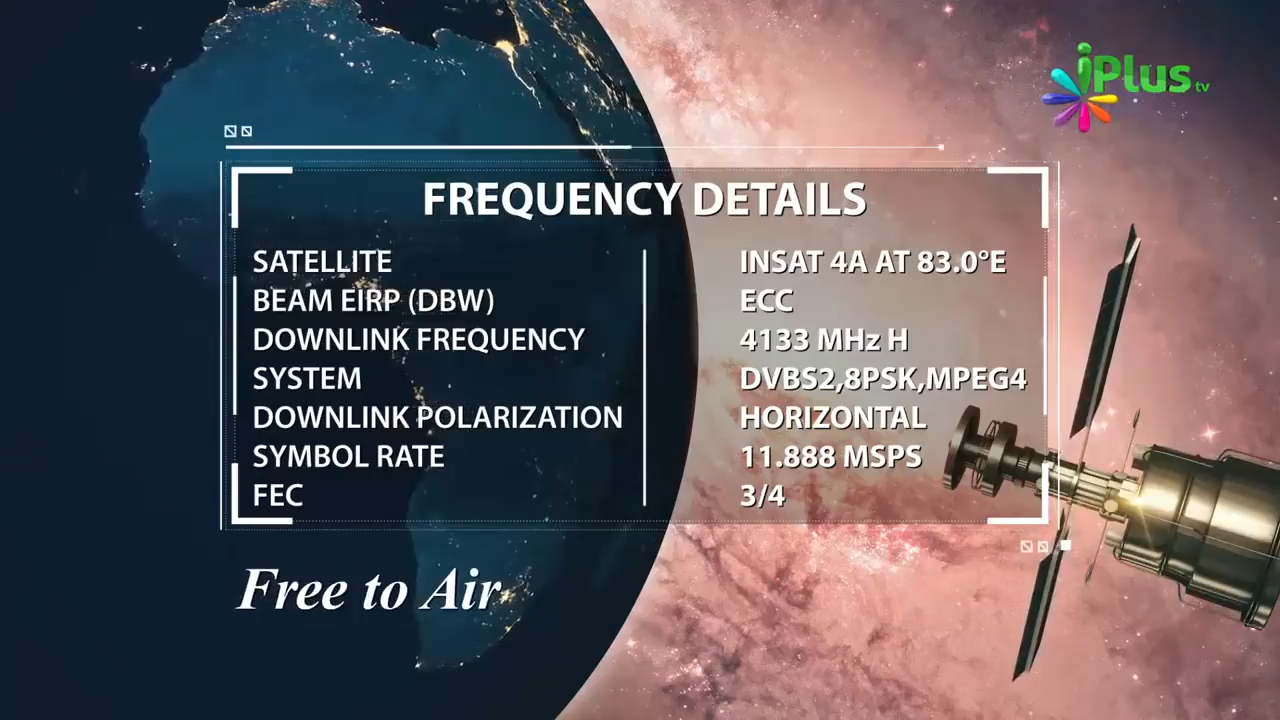 iPlus tv
FREQUENCY DETAILS
SATELLITE INSAT 4A AT 83.0°E
BEAM EIRP (DBW) ECC
DOWNLINK FREQUENCY 4133 MHz H
SYSTEM DVBS2,8PSK,MPEG4
DOWNLINK POLARIZATION HORIZONTAL
SYMBOL RATE 11.888 MSPS
FEC 3/4
Free to Air